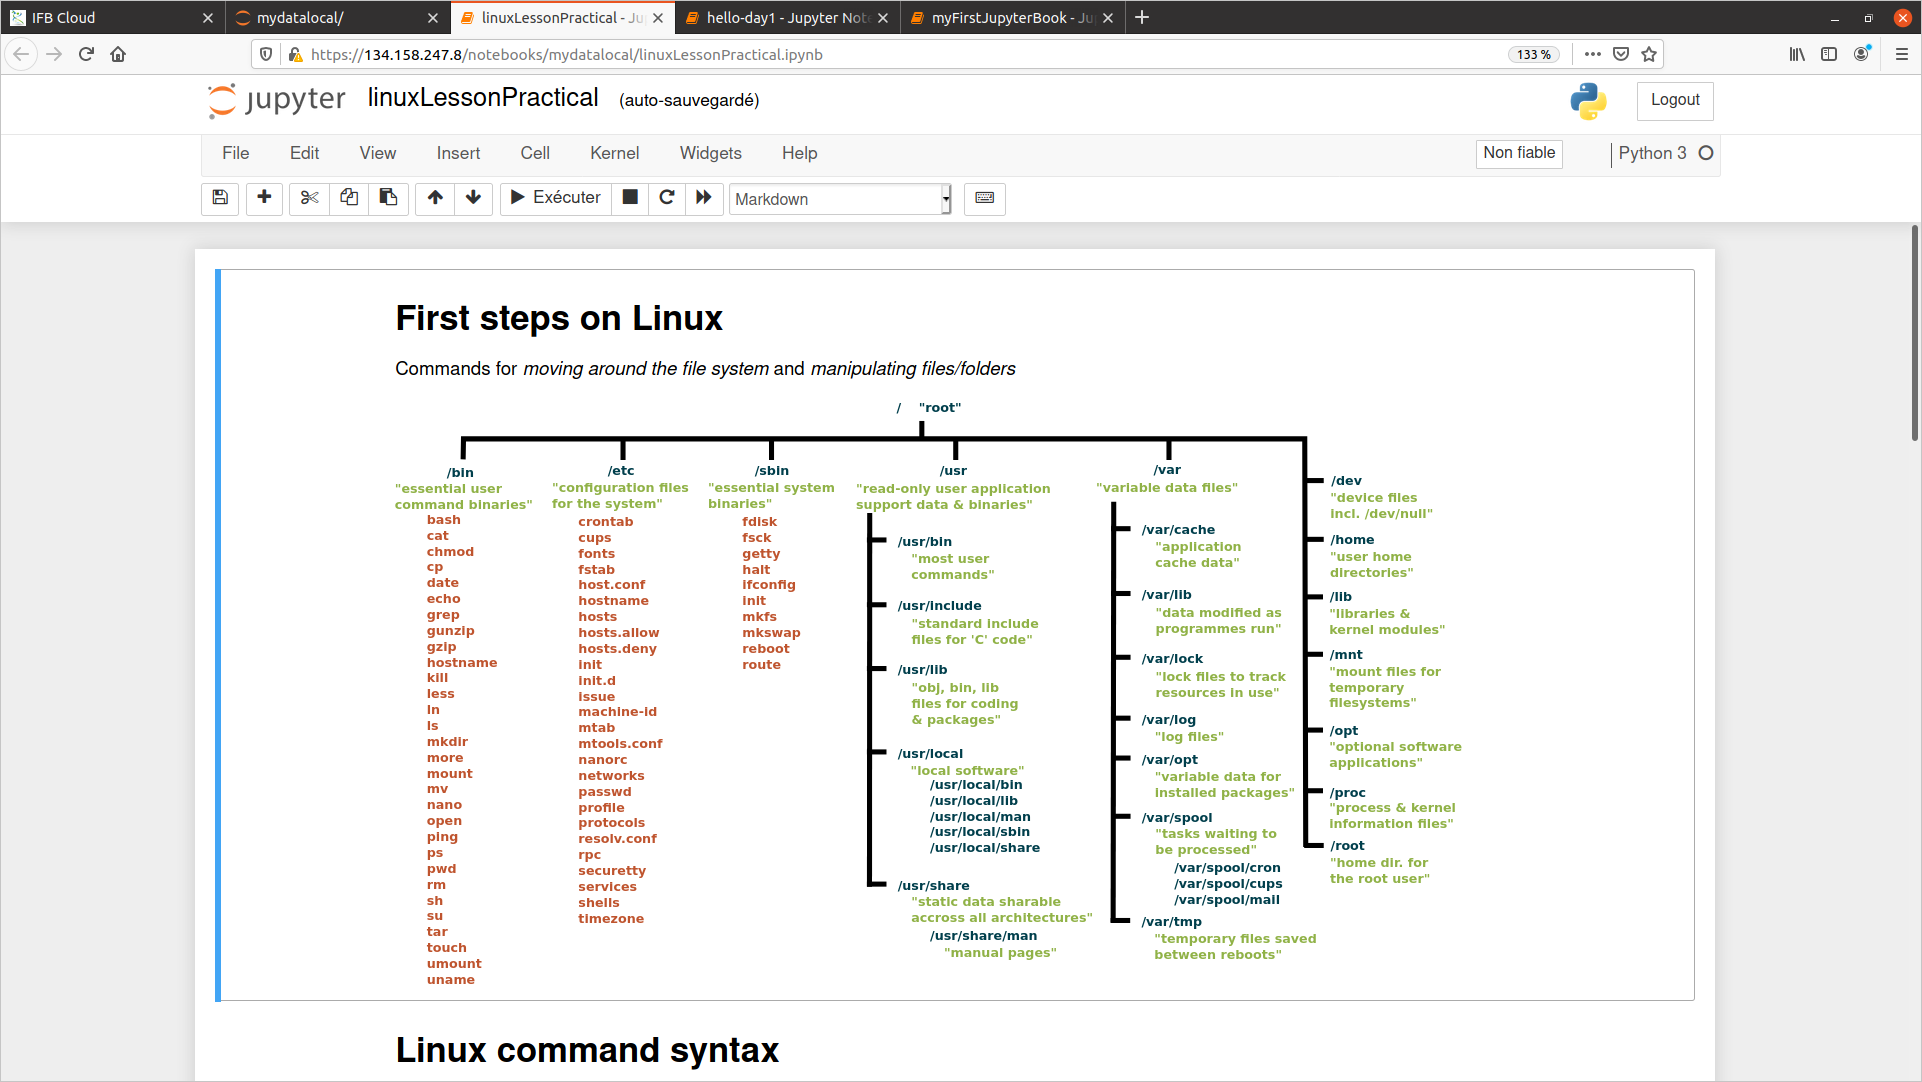 IFB Cloud
mydatalocal/
linuxLessonPractical - Ju
hello-day1 - Jupyter Not
myFirstJupyterBook - Ju
https://134.158.247.8/notebooks/mydatalocal/linuxLessonPractical.ipynb
133 %
jupyter linuxLessonPractical (auto-sauvegardé)
Logout
File Edit View Insert Cell Kernel Widgets Help
Non fiable
Python 3
Exécuter
Markdown
First steps on Linux
Commands for moving around the file system and manipulating files/folders
/ "root"
/bin
"essential user
command binaries"
bash
cat
chmod
cp
date
echo
grep
gunzip
gzip
hostname
kill
less
ln
ls
mkdir
more
mount
mv
nano
open
ping
ps
pwd
rm
sh
su
tar
touch
umount
uname
/etc
"configuration files
for the system"
crontab
cups
fonts
fstab
host.conf
hostname
hosts
hosts.allow
hosts.deny
init
init.d
issue
machine-id
mtab
mtools.conf
nanorc
networks
passwd
profile
protocols
resolv.conf
rpc
securetty
services
shells
timezone
/sbin
"essential system
binaries"
fdisk
fsck
getty
halt
ifconfig
init
mkfs
mkswap
reboot
route
/usr
"read-only user application
support data & binaries"
/usr/bin
"most user
commands"
/usr/include
"standard include
files for 'C' code"
/usr/lib
"obj, bin, lib
files for coding
& packages"
/usr/local
"local software"
/usr/local/bin
/usr/local/lib
/usr/local/man
/usr/local/sbin
/usr/local/share
/usr/share
"static data sharable
accross all architectures"
/usr/share/man
"manual pages"
/var
"variable data files"
/var/cache
"application
cache data"
/var/lib
"data modified as
programmes run"
/var/lock
"lock files to track
resources in use"
/var/log
"log files"
/var/opt
"variable data for
installed packages"
/var/spool
"tasks waiting to
be processed"
/var/spool/cron
/var/spool/cups
/var/spool/mail
/var/tmp
"temporary files saved
between reboots"
/dev
"device files
incl. /dev/null"
/home
"user home
directories"
/lib
"libraries &
kernel modules"
/mnt
"mount files for
temporary
filesystems"
/opt
"optional software
applications"
/proc
"process & kernel
information files"
/root
"home dir. for
the root user"
Linux command syntax